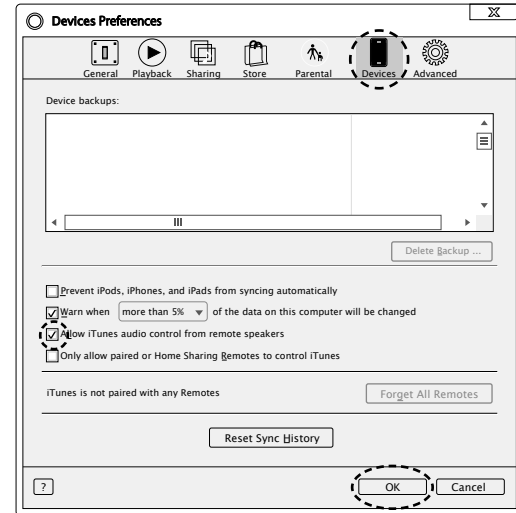 Devices Preferences
X
General Playback Sharing Store Parental Devices Advanced
Device backups:
Delete Backup ...
Prevent iPods, iPhones, and iPads from syncing automatically
Warn when more than 5% of the data on this computer will be changed
Allow iTunes audio control from remote speakers
Only allow paired or Home Sharing Remotes to control iTunes
iTunes is not paired with any Remotes Forget All Remotes
Reset Sync History
? OK Cancel